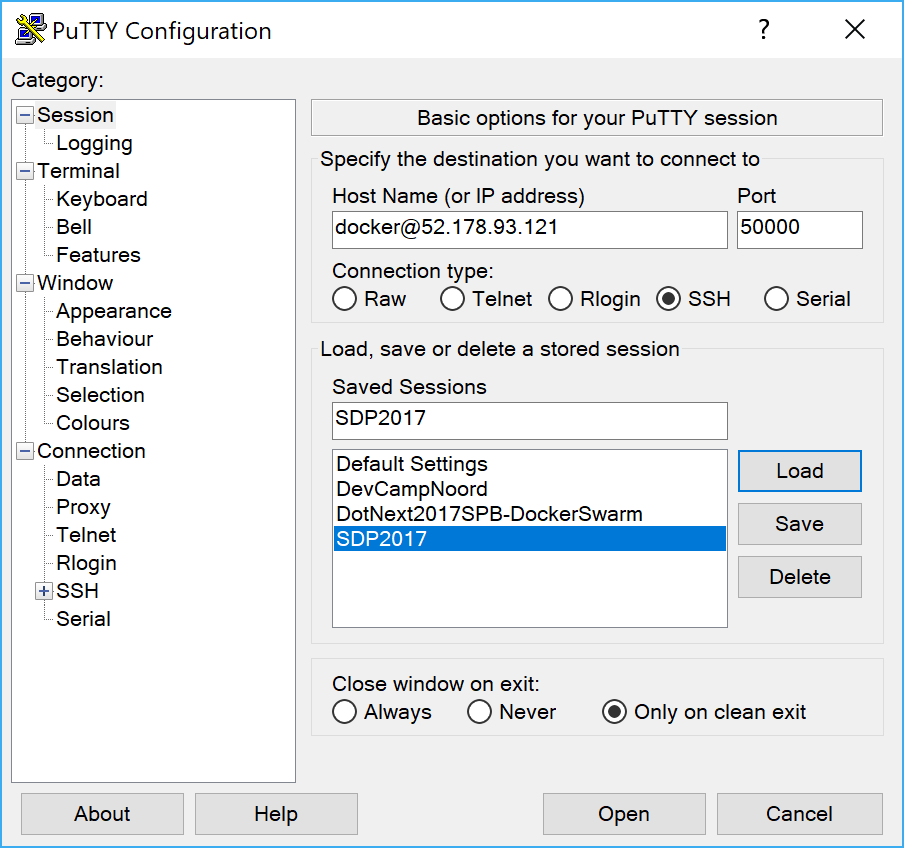 PuTTY Configuration
?
Category:
Session
Logging
Terminal
Keyboard
Bell
Features
Window
Appearance
Behaviour
Translation
Selection
Colours
Connection
Data
Proxy
Telnet
Rlogin
SSH
Serial
Basic options for your PuTTY session
Specify the destination you want to connect to
Host Name (or IP address) Port
docker@52.178.93.121 50000
Connection type:
Raw Telnet Rlogin SSH Serial
Load, save or delete a stored session
Saved Sessions
SDP2017
Default Settings
DevCampNoord
DotNext2017SPB-DockerSwarm
SDP2017
Load
Save
Delete
Close window on exit:
Always Never Only on clean exit
About Help Open Cancel